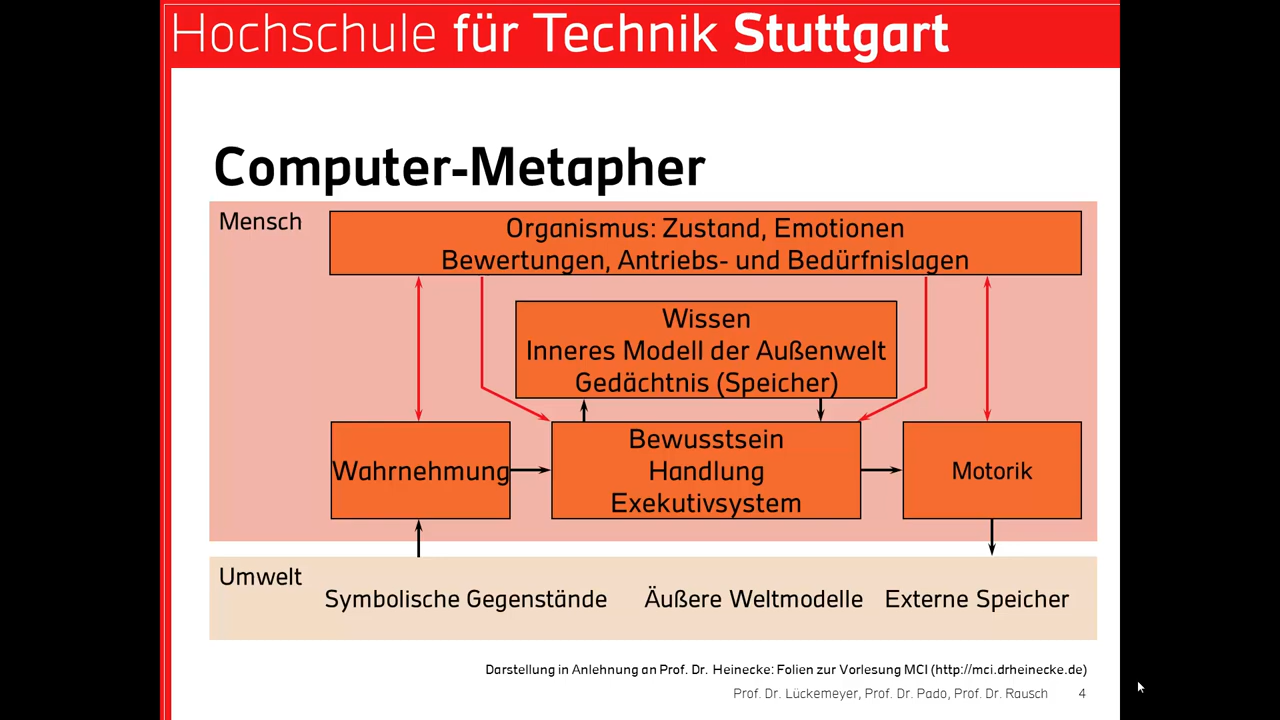 Hochschule für Technik Stuttgart
Computer-Metapher
Mensch
Organismus: Zustand, Emotionen
Bewertungen, Antriebs- und Bedürfnislagen
Wissen
Inneres Modell der Außenwelt
Gedächtnis (Speicher)
Wahrnehmung
Bewusstsein
Handlung
Exekutivsystem
Motorik
Umwelt
Symbolische Gegenstände
Äußere Weltmodelle
Externe Speicher
Darstellung in Anlehnung an Prof. Dr. Heinecke: Folien zur Vorlesung MCI (http://mci.drheinecke.de)
Prof. Dr. Lückemeyer, Prof. Dr. Pado, Prof. Dr. Rausch 4